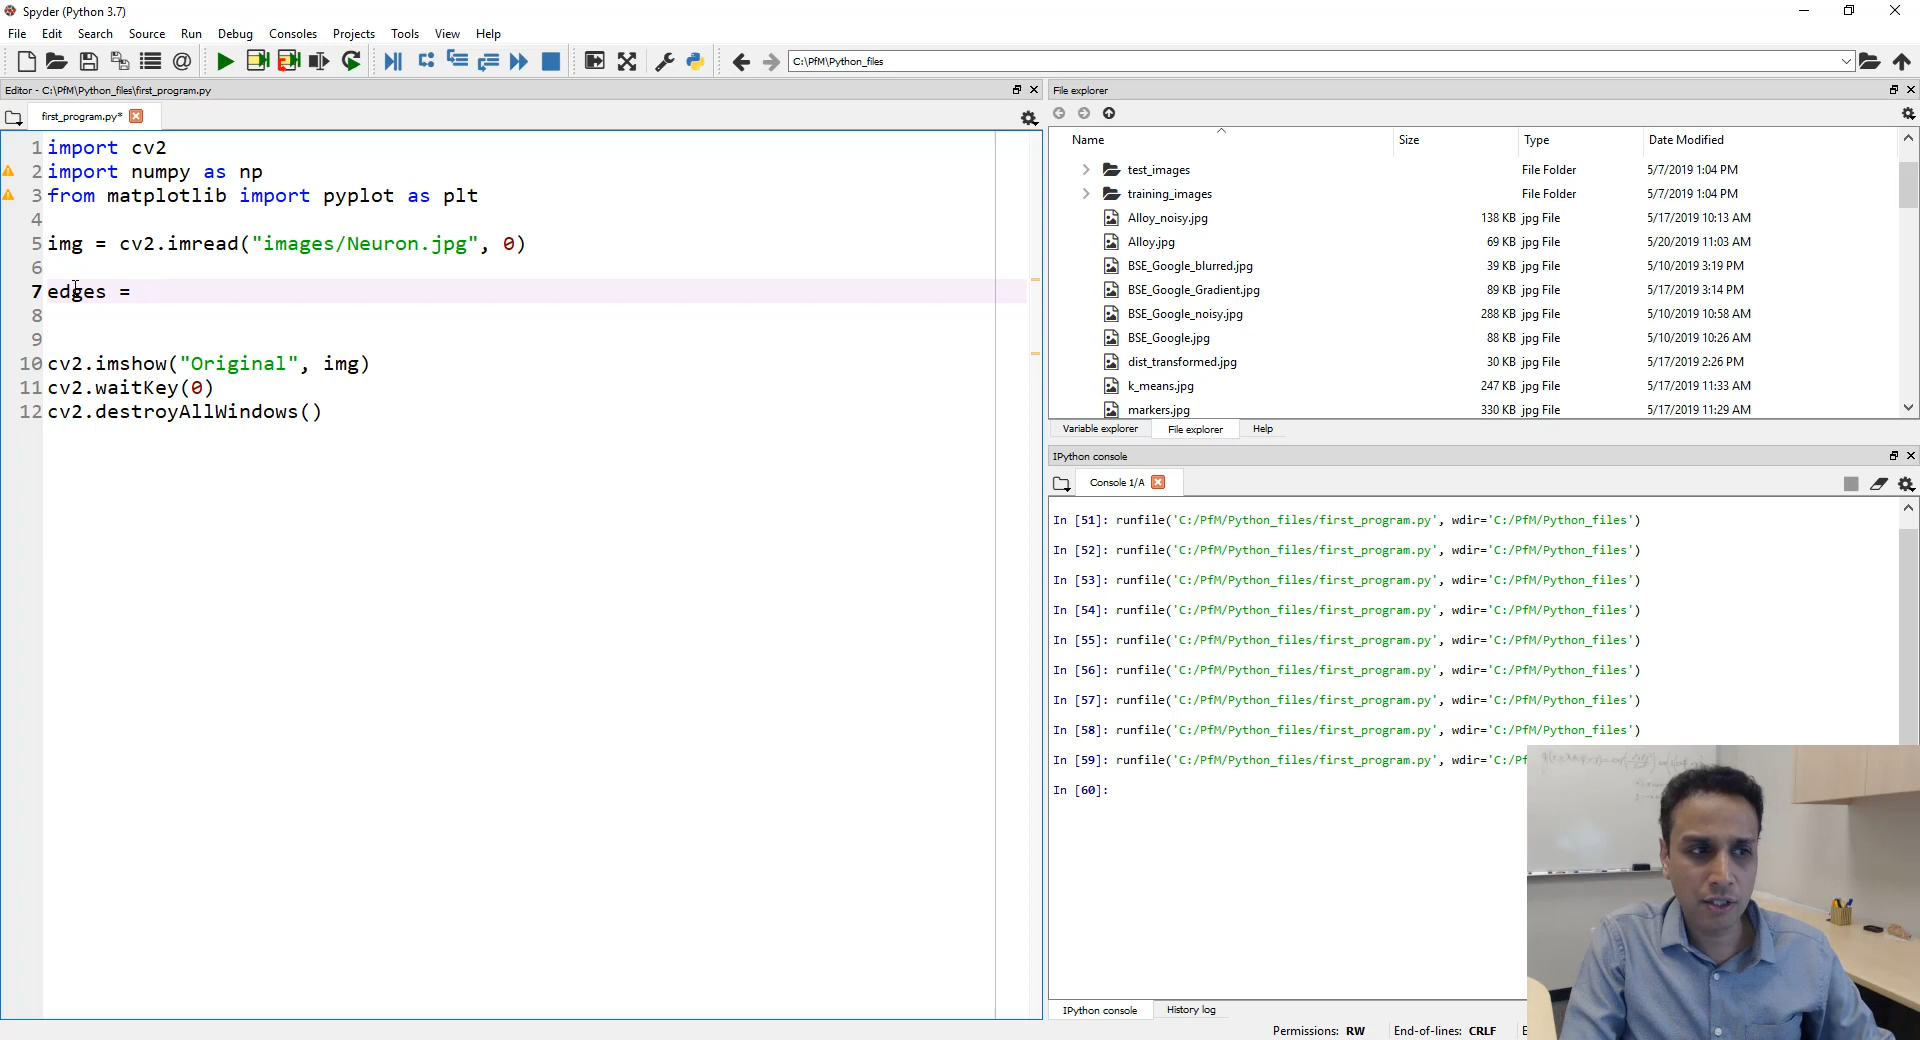 Spyder (Python 3.7)
File Edit Search Source Run Debug Consoles Projects Tools View Help
C:\PfM\Python_files
Editor - C:\PfM\Python_files\first_program.py
first_program.py*
1 import cv2
2 import numpy as np
3 from matplotlib import pyplot as plt
4
5 img = cv2.imread("images/Neuron.jpg", 0)
6
7 edges =
8
9
10 cv2.imshow("Original", img)
11 cv2.waitKey(0)
12 cv2.destroyAllWindows()
File explorer
Name Size Type Date Modified
test_images File Folder 5/7/2019 1:04 PM
training_images File Folder 5/7/2019 1:04 PM
Alloy_noisy.jpg 138 KB jpg File 5/17/2019 10:13 AM
Alloy.jpg 69 KB jpg File 5/20/2019 11:03 AM
BSE_Google_blurred.jpg 39 KB jpg File 5/10/2019 3:19 PM
BSE_Google_Gradient.jpg 89 KB jpg File 5/17/2019 3:14 PM
BSE_Google_noisy.jpg 288 KB jpg File 5/10/2019 10:58 AM
BSE_Google.jpg 88 KB jpg File 5/10/2019 10:26 AM
dist_transformed.jpg 30 KB jpg File 5/17/2019 2:26 PM
k_means.jpg 247 KB jpg File 5/17/2019 11:33 AM
markers.jpg 330 KB jpg File 5/17/2019 11:29 AM
Variable explorer File explorer Help
IPython console
Console 1/A
In [51]: runfile('C:/PfM/Python_files/first_program.py', wdir='C:/PfM/Python_files')
In [52]: runfile('C:/PfM/Python_files/first_program.py', wdir='C:/PfM/Python_files')
In [53]: runfile('C:/PfM/Python_files/first_program.py', wdir='C:/PfM/Python_files')
In [54]: runfile('C:/PfM/Python_files/first_program.py', wdir='C:/PfM/Python_files')
In [55]: runfile('C:/PfM/Python_files/first_program.py', wdir='C:/PfM/Python_files')
In [56]: runfile('C:/PfM/Python_files/first_program.py', wdir='C:/PfM/Python_files')
In [57]: runfile('C:/PfM/Python_files/first_program.py', wdir='C:/PfM/Python_files')
In [58]: runfile('C:/PfM/Python_files/first_program.py', wdir='C:/PfM/Python_files')
In [59]: runfile('C:/PfM/Python_files/first_program.py', wdir='C:/Pf
In [60]:
IPython console History log
Permissions: RW End-of-lines: CRLF E